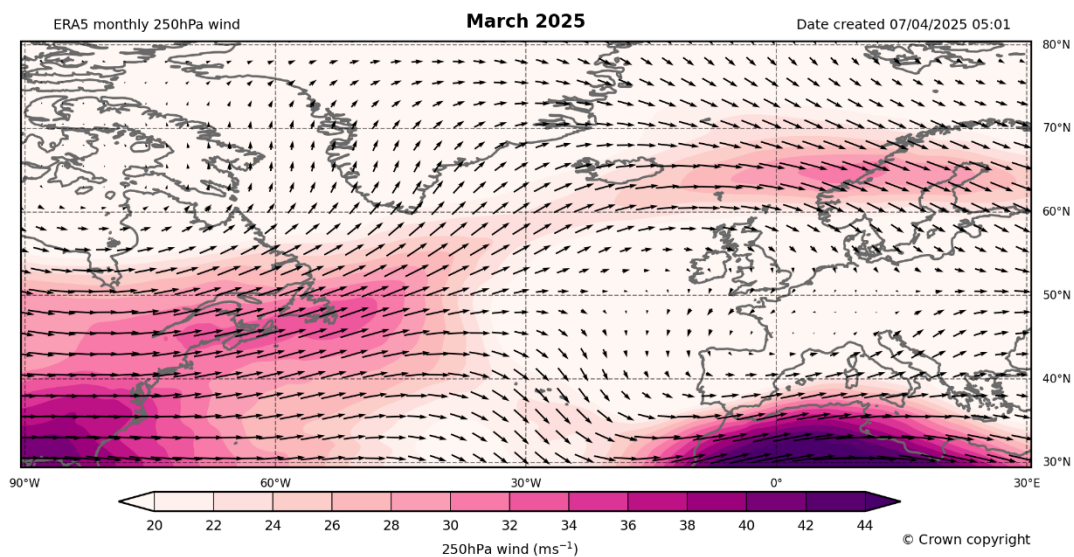 ERA5 monthly 250hPa wind
March 2025
Date created 07/04/2025 05:01
80°N
70°N
60°N
50°N
40°N
30°N
90°W 60°W 30°W 0° 30°E
20 22 24 26 28 30 32 34 36 38 40 42 44
250hPa wind (ms⁻¹)
© Crown copyright